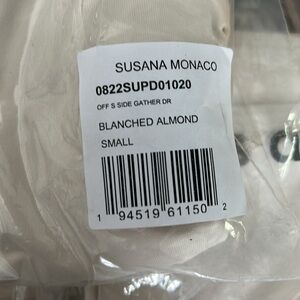 SUSANA MONACO
0822SUPD01020
OFF S SIDE GATHER DR
BLANCHED ALMOND
SMALL
1 94519 61150 2